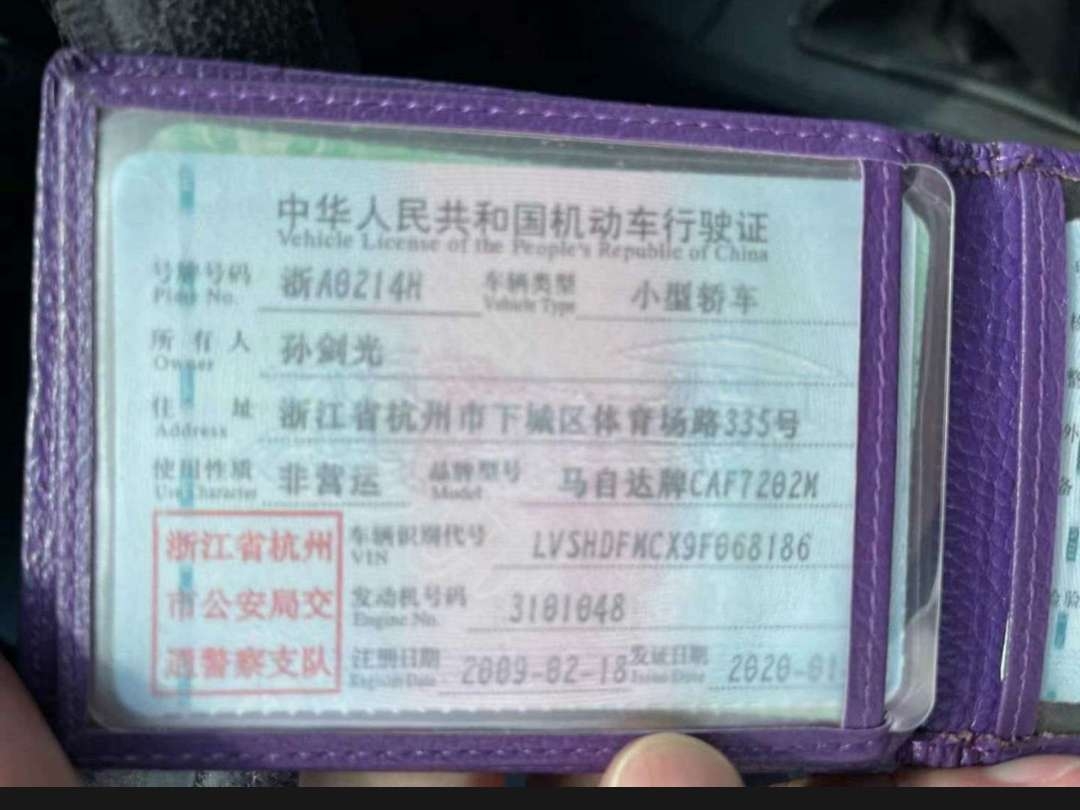 中华人民共和国机动车行驶证
Vehicle License of the People's Republic of China
号牌号码 浙A0214H 车辆类型 小型轿车
Plate No. Vehicle Type
所有人 孙剑光
Owner
住址 浙江省杭州市下城区体育场路335号
Address
使用性质 非营运 品牌型号 马自达牌CAF7202M
Use Character Model
浙江省杭州
市公安局交
通警察支队
车辆识别代号 LVSHDFMCX9F068186
VIN
发动机号码 3101048
Engine No.
注册日期 2009-02-18 发证日期 2020-01
Register Date Issue Date